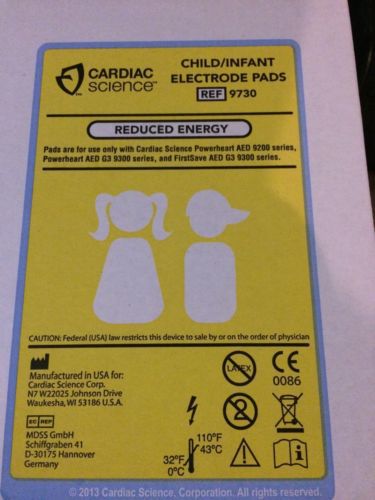 CARDIAC
science™
CHILD/INFANT
ELECTRODE PADS
REF 9730
REDUCED ENERGY
Pads are for use only with Cardiac Science Powerheart AED 9200 series,
Powerheart AED G3 9300 series, and FirstSave AED G3 9300 series.
CAUTION: Federal (USA) law restricts this device to sale by or on the order of physician
Manufactured in USA for:
Cardiac Science Corp.
N7 W22025 Johnson Drive
Waukesha, WI 53186 U.S.A.
EC REP
MDSS GmbH
Schiffgraben 41
D-30175 Hannover
Germany
LATEX
CE
0086
2
110°F
43°C
32°F
0°C
i
© 2013 Cardiac Science, Corporation. All rights